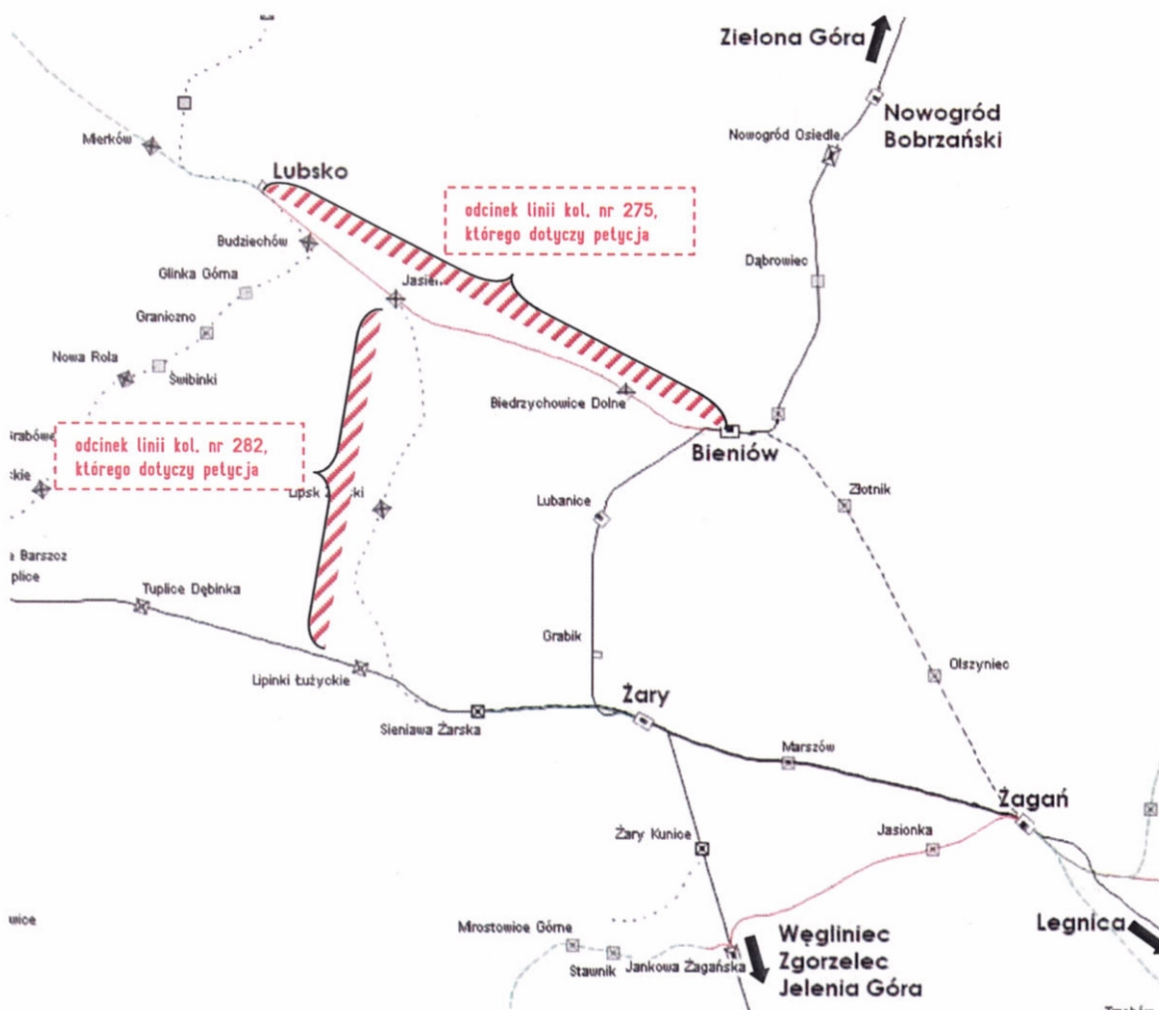 Zielona Góra
Nowogród
Bobrzański
Nowogród Osiedle
Mierków
Lubsko
odcinek linii kol. nr 275,
którego dotyczy petycja
Budziechów
Dąbrowiec
Glinka Górna
Jasień
Graniczno
Nowa Rola
Świbinki
Biedrzychowice Dolne
odcinek linii kol. nr 282,
którego dotyczy petycja
Bieniów
Lubanice
Złotnik
Barszcz
Tuplice Dębinka
Grabik
Olszyniec
Lipinki Łużyckie
Żary
Sieniawa Żarska
Marszów
Żagań
Żary Kunice
Jasionka
wice
Mirostowice Górne
Stawnik
Jankowa Żagańska
Węgliniec
Zgorzelec
Jelenia Góra
Legnica